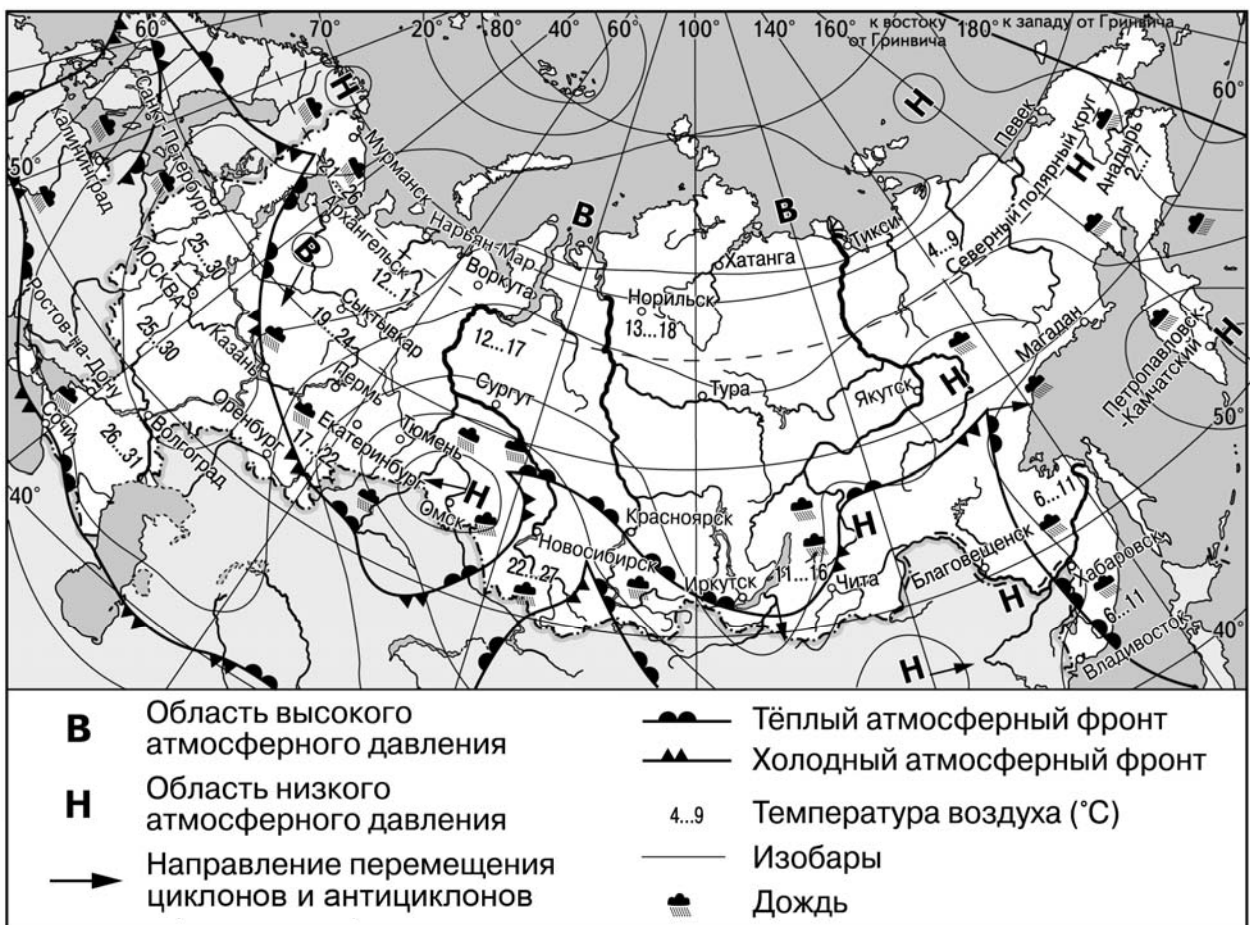 60°
70°
20°
80°
40°
60°
100°
140°
160°
к востоку
от Гринвича
180°
к западу от Гринвича
60°
50°
40°
50°
40°
В
Н
Н
Певек
Северный полярный круг
Анадырь
2...7
Н
Калининград
Санкт-Петербург
Мурманск
21...26
Архангельск
Нарьян-Мар
Воркута
12...17
В
В
В
Хатанга
Тикси
4...9
Норильск
13...18
МОСКВА
25...30
25...30
Казань
Сыктывкар
19...24
Пермь
12...17
Сургут
Тура
Якутск
Н
Магадан
Петропавловск-
-Камчатский
Н
Ростов-на-Дону
Сочи
26...31
Волгоград
Оренбург
17...22
Екатеринбург
Тюмень
Омск
Н
Новосибирск
22...27
Красноярск
Иркутск
11...16
Чита
Н
Благовещенск
6...11
Хабаровск
Н
6...11
Владивосток
Н
В Область высокого
атмосферного давления
Н Область низкого
атмосферного давления
Направление перемещения
циклонов и антициклонов
Тёплый атмосферный фронт
Холодный атмосферный фронт
4...9 Температура воздуха (°С)
Изобары
Дождь